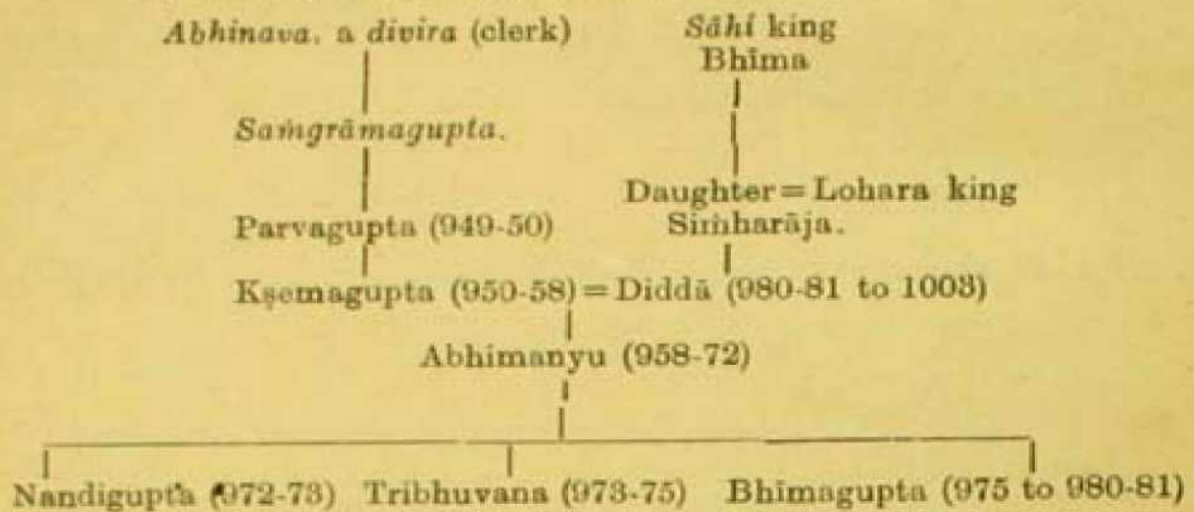 Abhinava, a divira (clerk) Sāhi king
Bhīma
Saṁgrāmagupta.
Daughter = Lohara king
Parvagupta (949-50) Siṁharāja.
Kṣemagupta (950-58) = Diddā (980-81 to 1003)
Abhimanyu (958-72)
Nandigupta (972-73) Tribhuvana (973-75) Bhīmagupta (975 to 980-81)